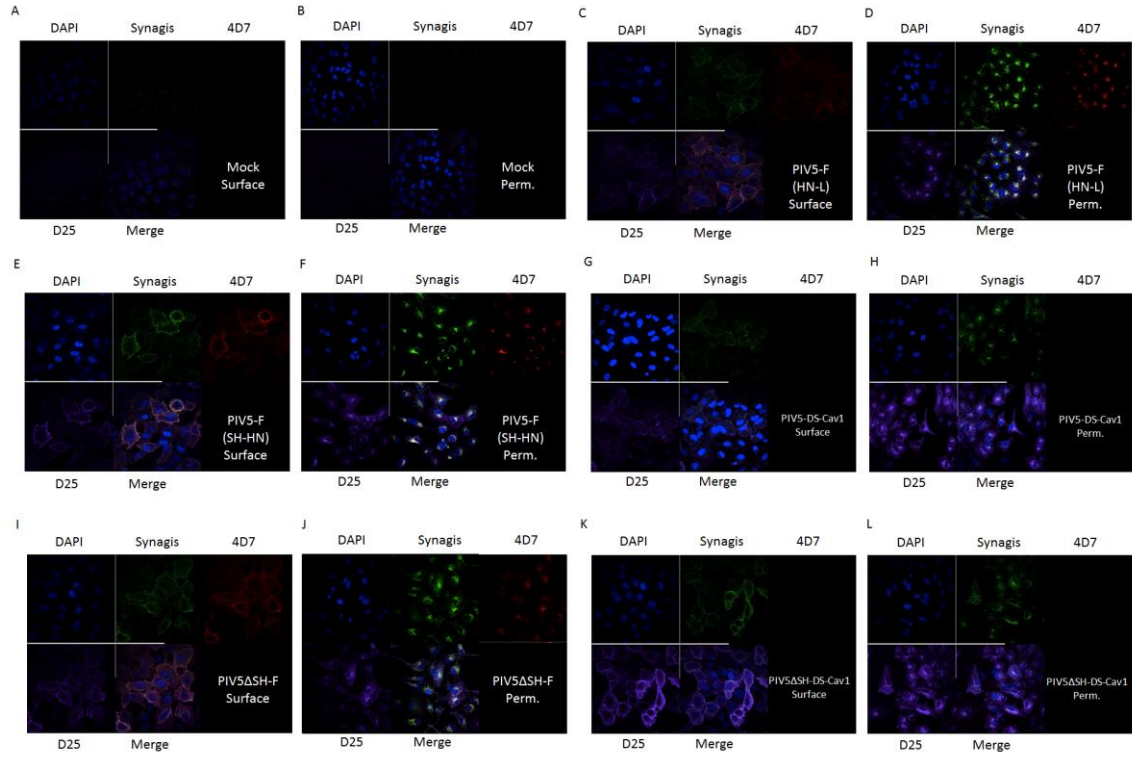 A
DAPI Synagis 4D7
Mock
Surface
D25 Merge
B
DAPI Synagis 4D7
Mock
Perm.
D25 Merge
C
DAPI Synagis 4D7
PIV5-F
(HN-L)
Surface
D25 Merge
D
DAPI Synagis 4D7
PIV5-F
(HN-L)
Perm.
D25 Merge
E
DAPI Synagis 4D7
PIV5-F
(SH-HN)
Surface
D25 Merge
F
DAPI Synagis 4D7
PIV5-F
(SH-HN)
Perm.
D25 Merge
G
DAPI Synagis 4D7
PIV5-DS-Cav1
Surface
D25 Merge
H
DAPI Synagis 4D7
PIV5-DS-Cav1
Perm.
D25 Merge
I
DAPI Synagis 4D7
PIV5ΔSH-F
Surface
D25 Merge
J
DAPI Synagis 4D7
PIV5ΔSH-F
Perm.
D25 Merge
K
DAPI Synagis 4D7
PIV5ΔSH-DS-Cav1
Surface
D25 Merge
L
DAPI Synagis 4D7
PIV5ΔSH-DS-Cav1
Perm.
D25 Merge